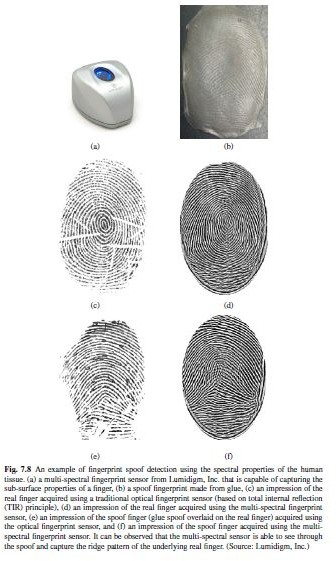 (a)
(b)
(c)
(d)
(e)
(f)
Fig. 7.8 An example of fingerprint spoof detection using the spectral properties of the human
tissue. (a) a multi-spectral fingerprint sensor from Lumidigm, Inc. that is capable of capturing the
sub-surface properties of a finger, (b) a spoof fingerprint made from glue, (c) an impression of the
real finger acquired using a traditional optical fingerprint sensor (based on total internal reflection
(TIR) principle), (d) an impression of the real finger acquired using the multi-spectral fingerprint
sensor, (e) an impression of the spoof finger (glue spoof overlaid on the real finger) acquired using
the optical fingerprint sensor, and (f) an impression of the spoof finger acquired using the multi-
spectral fingerprint sensor. It can be observed that the multi-spectral sensor is able to see through
the spoof and capture the ridge pattern of the underlying real finger. (Source: Lumidigm, Inc.)